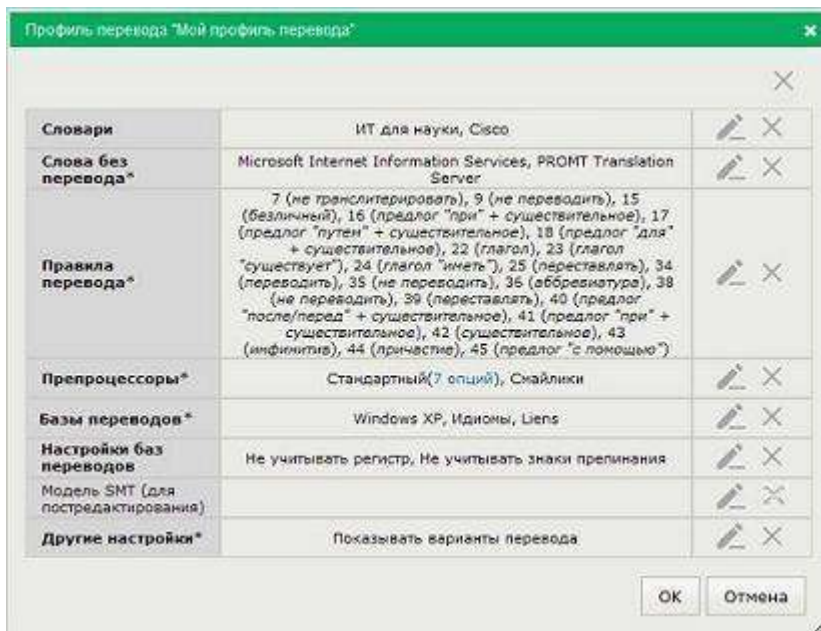 Профиль перевода "Мой профиль перевода"
Словари
ИТ для науки, Cisco
Слова без
перевода*
Microsoft Internet Information Services, PROMT Translation
Server
Правила
перевода*
7 (не транслитерировать), 9 (не переводить), 15
(безличный), 16 (предлог "при" + существительное), 17
(предлог "путем" + существительное), 18 (предлог "для"
+ существительное), 22 (глагол), 23 (глагол
"существует"), 24 (глагол "иметь"), 25 (переставлять), 34
(переводить), 35 (не переводить), 36 (аббревиатура), 38
(не переводить), 39 (переставлять), 40 (предлог
"после/перед" + существительное), 41 (предлог "при" +
существительное), 42 (существительное), 43
(инфинитив), 44 (причастие), 45 (предлог "с помощью")
Препроцессоры*
Стандартный(7 опций), Смайлики
Базы переводов*
Windows XP, Идиомы, Liens
Настройки баз
переводов
Не учитывать регистр, Не учитывать знаки препинания
Модель SMT (для
постредактирования)
Другие настройки*
Показывать варианты перевода
ОК
Отмена